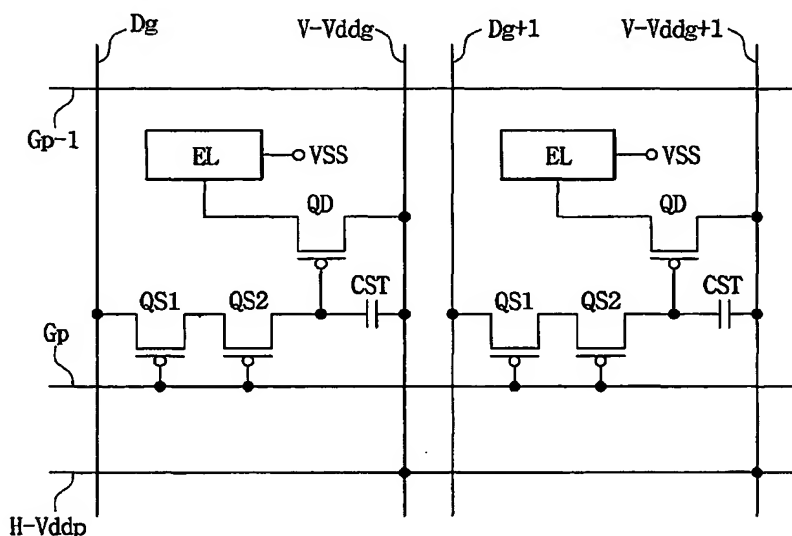 Dg V-Vddg Dg+1 V-Vddg+1
Gp-1
EL VSS EL VSS
QD QD
CST CST
QS1 QS2 QS1 QS2
Gp
H-Vddp